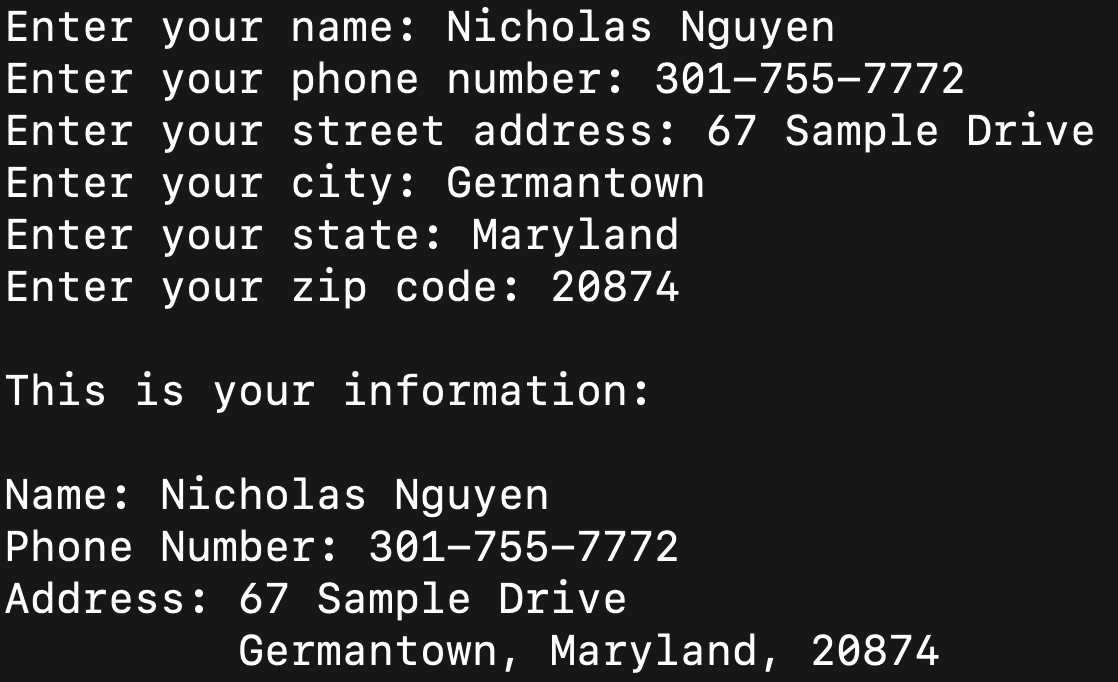 Enter your name: Nicholas Nguyen
Enter your phone number: 301-755-7772
Enter your street address: 67 Sample Drive
Enter your city: Germantown
Enter your state: Maryland
Enter your zip code: 20874

This is your information:

Name: Nicholas Nguyen
Phone Number: 301-755-7772
Address: 67 Sample Drive
         Germantown, Maryland, 20874